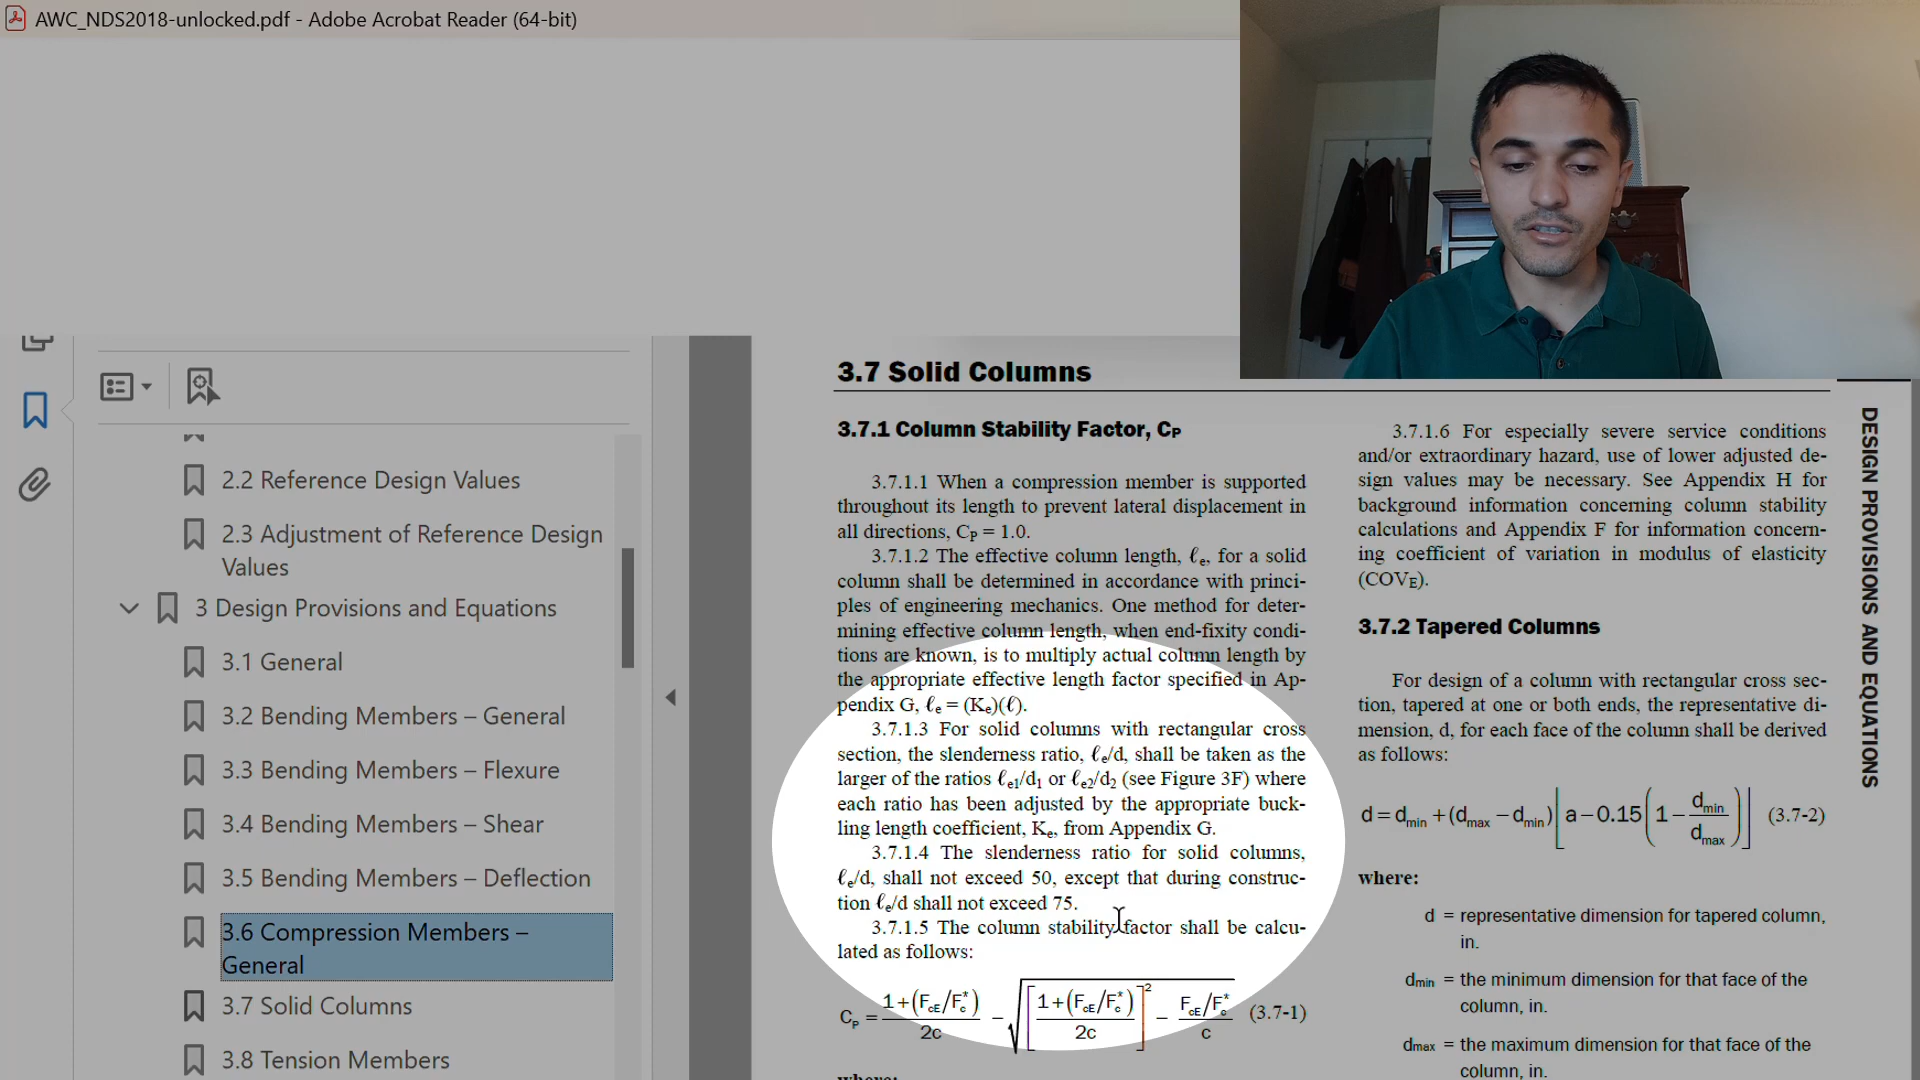 AWC_NDS2018-unlocked.pdf - Adobe Acrobat Reader (64-bit)
2.2 Reference Design Values
2.3 Adjustment of Reference Design
Values
3 Design Provisions and Equations
3.1 General
3.2 Bending Members – General
3.3 Bending Members – Flexure
3.4 Bending Members – Shear
3.5 Bending Members – Deflection
3.6 Compression Members –
General
3.7 Solid Columns
3.8 Tension Members
3.7 Solid Columns
3.7.1 Column Stability Factor, CP
3.7.1.1 When a compression member is supported
throughout its length to prevent lateral displacement in
all directions, CP = 1.0.
3.7.1.2 The effective column length, ℓe, for a solid
column shall be determined in accordance with princi-
ples of engineering mechanics. One method for deter-
mining effective column length, when end-fixity condi-
tions are known, is to multiply actual column length by
the appropriate effective length factor specified in Ap-
pendix G, ℓe = (Ke)(ℓ).
3.7.1.3 For solid columns with rectangular cross
section, the slenderness ratio, ℓe/d, shall be taken as the
larger of the ratios ℓe1/d1 or ℓe2/d2 (see Figure 3F) where
each ratio has been adjusted by the appropriate buck-
ling length coefficient, Ke, from Appendix G.
3.7.1.4 The slenderness ratio for solid columns,
ℓe/d, shall not exceed 50, except that during construc-
tion ℓe/d shall not exceed 75.
3.7.1.5 The column stability factor shall be calcu-
lated as follows:
Cp = 1+(FcE/Fc*)/2c − √[[1+(FcE/Fc*)/2c]² − FcE/Fc*/c] (3.7-1)
where:
3.7.1.6 For especially severe service conditions
and/or extraordinary hazard, use of lower adjusted de-
sign values may be necessary. See Appendix H for
background information concerning column stability
calculations and Appendix F for information concern-
ing coefficient of variation in modulus of elasticity
(COVE).
3.7.2 Tapered Columns
For design of a column with rectangular cross sec-
tion, tapered at one or both ends, the representative di-
mension, d, for each face of the column shall be derived
as follows:
d = dmin + (dmax − dmin)[a − 0.15(1 − dmin/dmax)] (3.7-2)
where:
d = representative dimension for tapered column,
in.
dmin = the minimum dimension for that face of the
column, in.
dmax = the maximum dimension for that face of the
column, in.
DESIGN PROVISIONS AND EQUATIONS